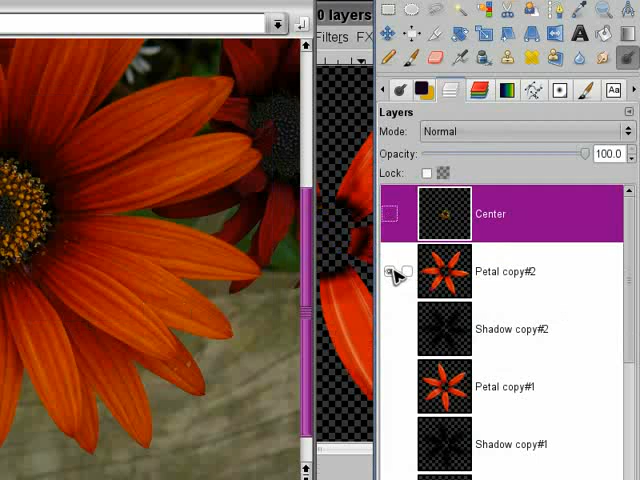 0 layers
Filters FX
Aa
Layers
Mode: Normal
Opacity: 100.0
Lock:
Center
Petal copy#2
Shadow copy#2
Petal copy#1
Shadow copy#1